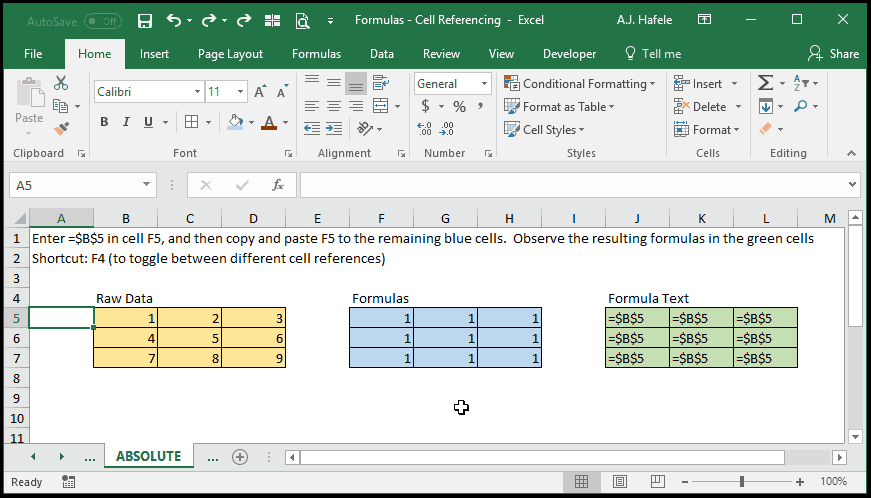 AutoSave Off Formulas - Cell Referencing - Excel A.J. Hafele
File Home Insert Page Layout Formulas Data Review View Developer Tell me Share
Paste
Calibri 11
B I U A A A
General
$ % ,
Conditional Formatting
Format as Table
Cell Styles
Insert
Delete
Format
Clipboard Font Alignment Number Styles Cells Editing
A5 fx
A B C D E F G H I J K L M
1 Enter =$B$5 in cell F5, and then copy and paste F5 to the remaining blue cells. Observe the resulting formulas in the green cells
2 Shortcut: F4 (to toggle between different cell references)
3
4 Raw Data Formulas Formula Text
5 1 2 3 1 1 1 =$B$5 =$B$5 =$B$5
6 4 5 6 1 1 1 =$B$5 =$B$5 =$B$5
7 7 8 9 1 1 1 =$B$5 =$B$5 =$B$5
8
9
10
11
... ABSOLUTE ...
Ready 100%